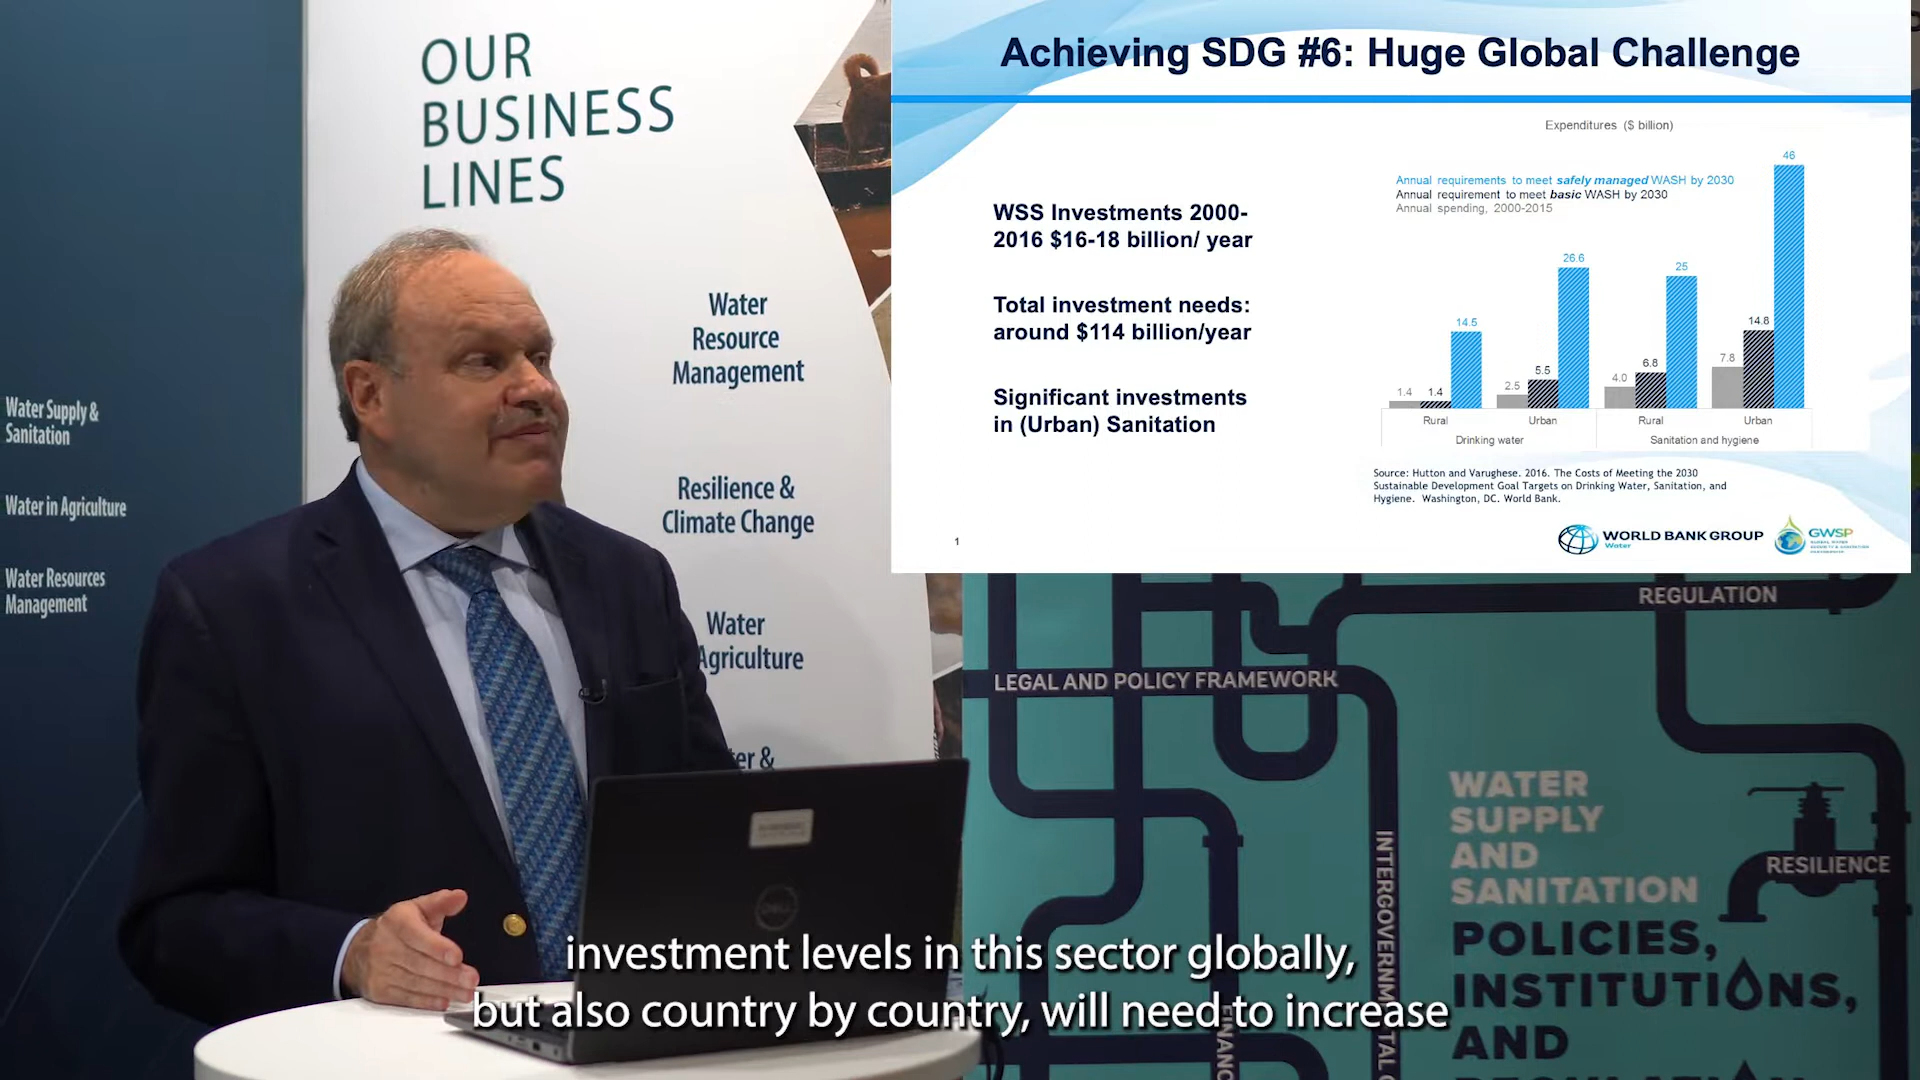 OUR
BUSINESS
LINES
Water
Resource
Management
Resilience &
Climate Change
Water
Agriculture
ter &
Water Supply &
Sanitation
Water in Agriculture
Water Resources
Management
Achieving SDG #6: Huge Global Challenge
WSS Investments 2000-
2016 $16-18 billion/ year
Total investment needs:
around $114 billion/year
Significant investments
in (Urban) Sanitation
Expenditures ($ billion)
Annual requirements to meet safely managed WASH by 2030
Annual requirement to meet basic WASH by 2030
Annual spending, 2000-2015
1.4 1.4 14.5
2.5 5.5 26.6
4.0 6.8 25
7.8 14.8 46
Rural Urban Rural Urban
Drinking water Sanitation and hygiene
Source: Hutton and Varughese. 2016. The Costs of Meeting the 2030
Sustainable Development Goal Targets on Drinking Water, Sanitation, and
Hygiene. Washington, DC. World Bank.
1
WORLD BANK GROUP
Water
GWSP
REGULATION
LEGAL AND POLICY FRAMEWORK
INTERGOVERNMENTAL
FINANC
RESILIENCE
WATER
SUPPLY
AND
SANITATION
POLICIES,
INSTITUTIONS,
AND
DELL
investment levels in this sector globally,
but also country by country, will need to increase